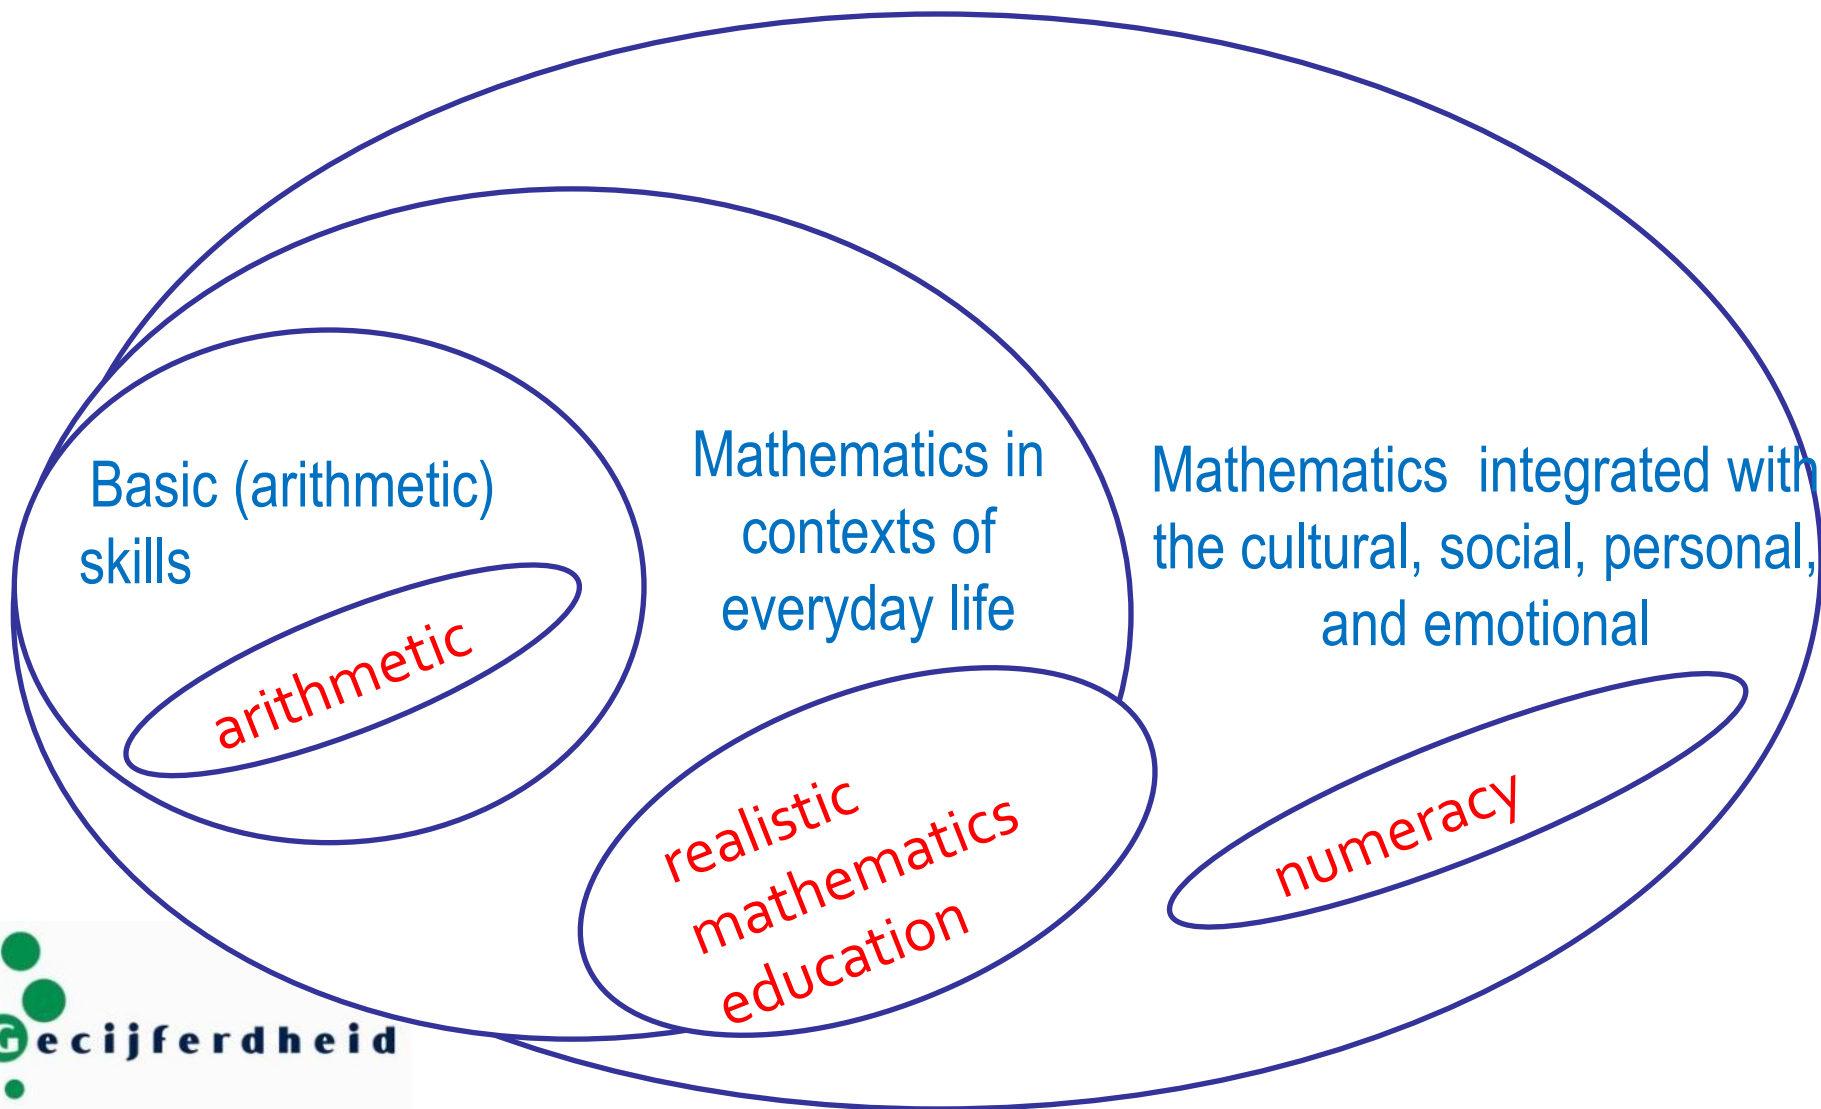 Basic (arithmetic)
skills
arithmetic
Mathematics in
contexts of
everyday life
realistic
mathematics
education
Mathematics integrated with
the cultural, social, personal,
and emotional
numeracy
Gecijferdheid